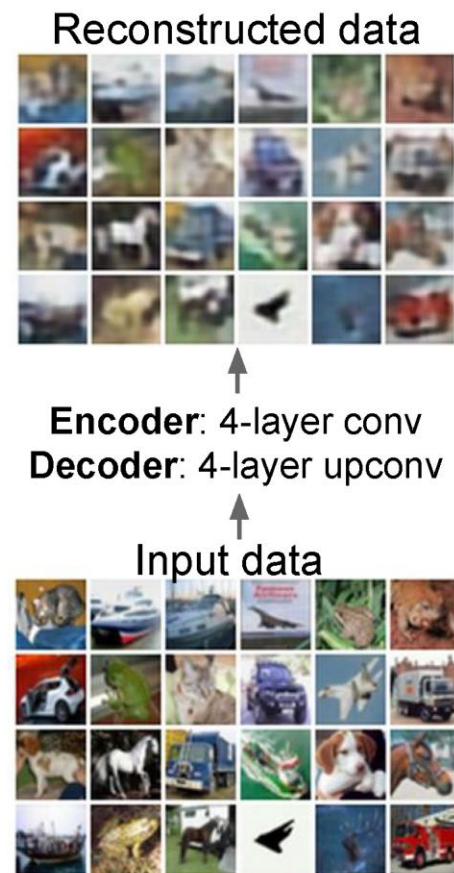 Reconstructed data
Encoder: 4-layer conv
Decoder: 4-layer upconv
Input data